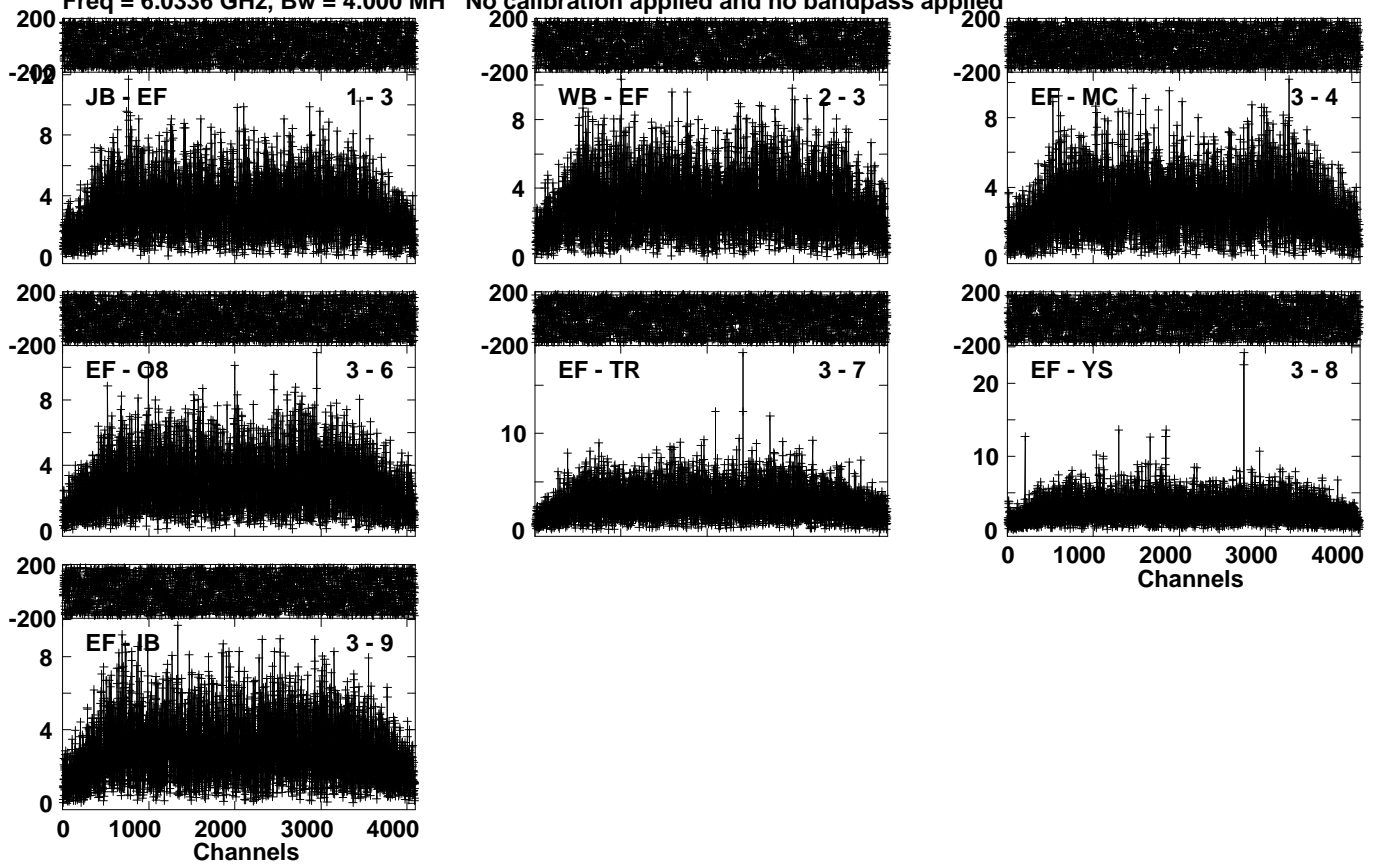 Freq = 6.0336 GHz, Bw = 4.000 MH No calibration applied and no bandpass applied
200 200 200
-200 -200 -200
12
JB - EF 1 - 3 WB - EF 2 - 3 EF - MC 3 - 4
8 8 8
4 4 4
0 0 0
200 200 200
-200 -200 -200
EF - O8 3 - 6 EF - TR 3 - 7 EF - YS 3 - 8
8 10 20
4 10
0 0 0
0 1000 2000 3000 4000
Channels
200
-200
EF - IB 3 - 9
8
4
0
0 1000 2000 3000 4000
Channels